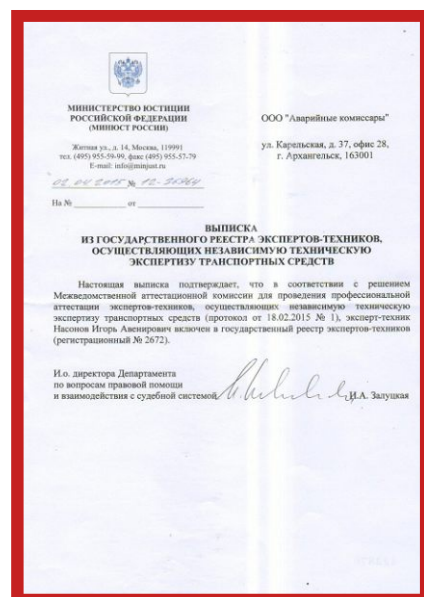 МИНИСТЕРСТВО ЮСТИЦИИ
РОССИЙСКОЙ ФЕДЕРАЦИИ
(МИНЮСТ РОССИИ)
Житная ул., д. 14, Москва, 119991
тел. (495) 955-59-99, факс (495) 955-57-79
E-mail: info@minjust.ru
02.04.2015 № 12-
На № от
ООО "Аварийные комиссары"
ул. Карельская, д. 37, офис 28,
г. Архангельск, 163001
ВЫПИСКА
ИЗ ГОСУДАРСТВЕННОГО РЕЕСТРА ЭКСПЕРТОВ-ТЕХНИКОВ,
ОСУЩЕСТВЛЯЮЩИХ НЕЗАВИСИМУЮ ТЕХНИЧЕСКУЮ
ЭКСПЕРТИЗУ ТРАНСПОРТНЫХ СРЕДСТВ
Настоящая выписка подтверждает, что в соответствии с решением
Межведомственной аттестационной комиссии для проведения профессиональной
аттестации экспертов-техников, осуществляющих независимую техническую
экспертизу транспортных средств (протокол от 18.02.2015 № 1), эксперт-техник
Насонов Игорь Авенирович включен в государственный реестр экспертов-техников
(регистрационный № 2672).
И.о. директора Департамента
по вопросам правовой помощи
и взаимодействия с судебной системой
И.А. Залуцкая